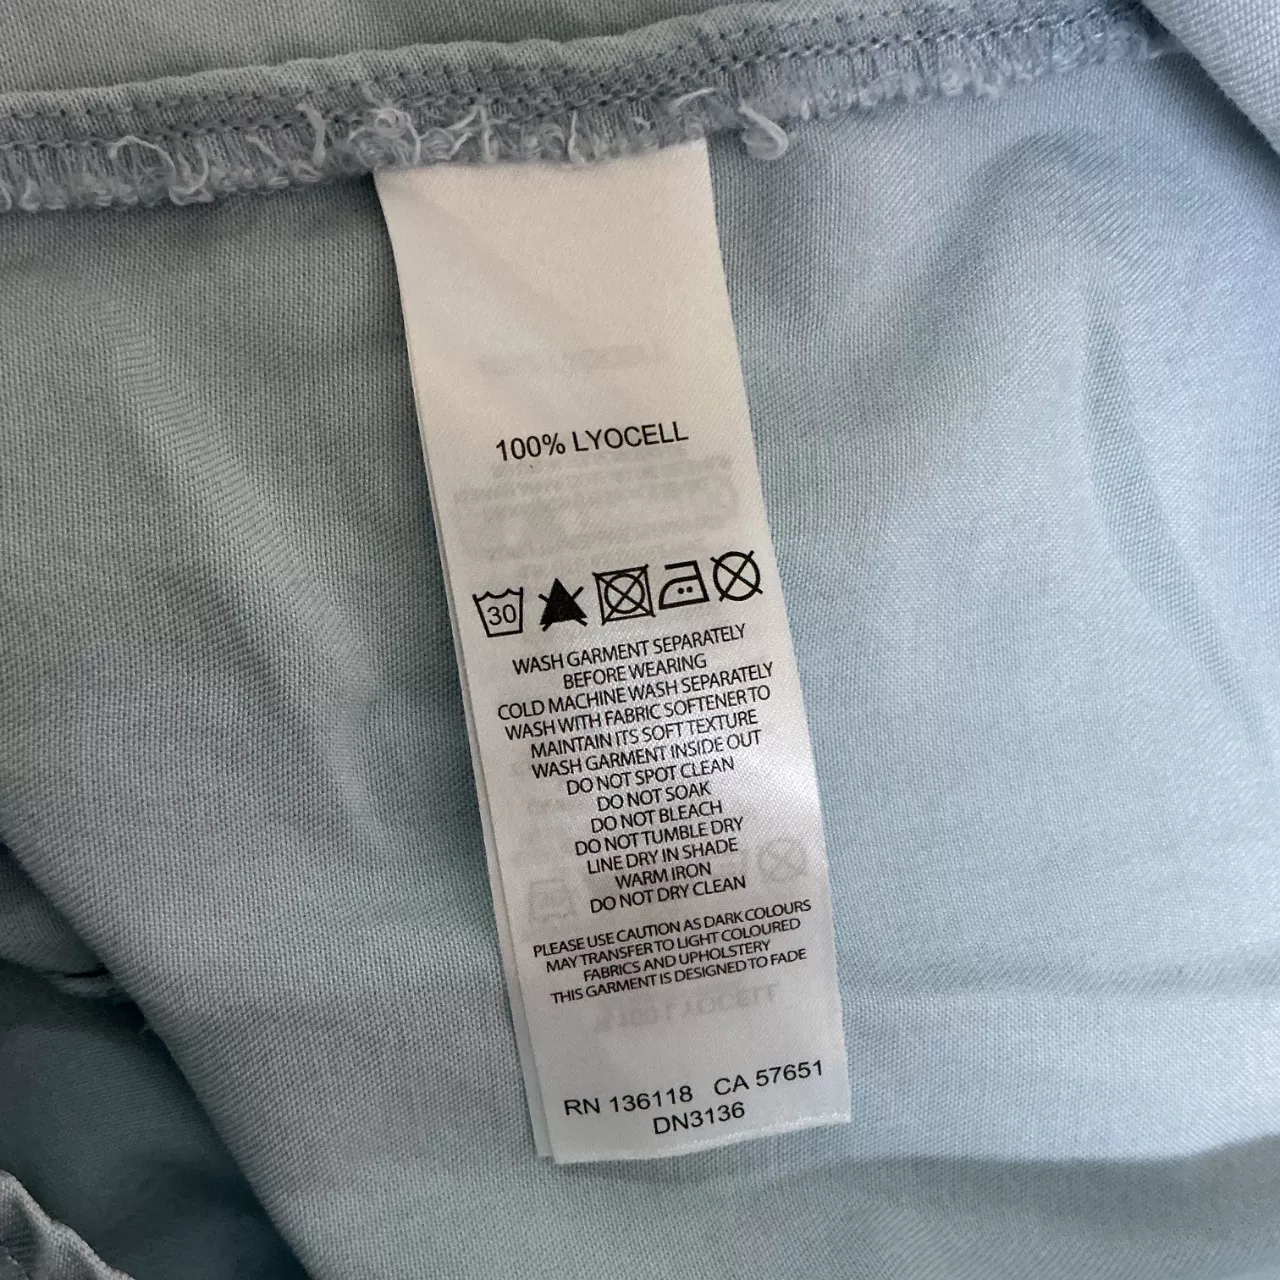 100% LYOCELL
30
WASH GARMENT SEPARATELY
BEFORE WEARING
COLD MACHINE WASH SEPARATELY
WASH WITH FABRIC SOFTENER TO
MAINTAIN ITS SOFT TEXTURE
WASH GARMENT INSIDE OUT
DO NOT SPOT CLEAN
DO NOT SOAK
DO NOT BLEACH
DO NOT TUMBLE DRY
LINE DRY IN SHADE
WARM IRON
DO NOT DRY CLEAN
PLEASE USE CAUTION AS DARK COLOURS
MAY TRANSFER TO LIGHT COLOURED
FABRICS AND UPHOLSTERY
THIS GARMENT IS DESIGNED TO FADE
RN 136118 CA 57651
DN3136